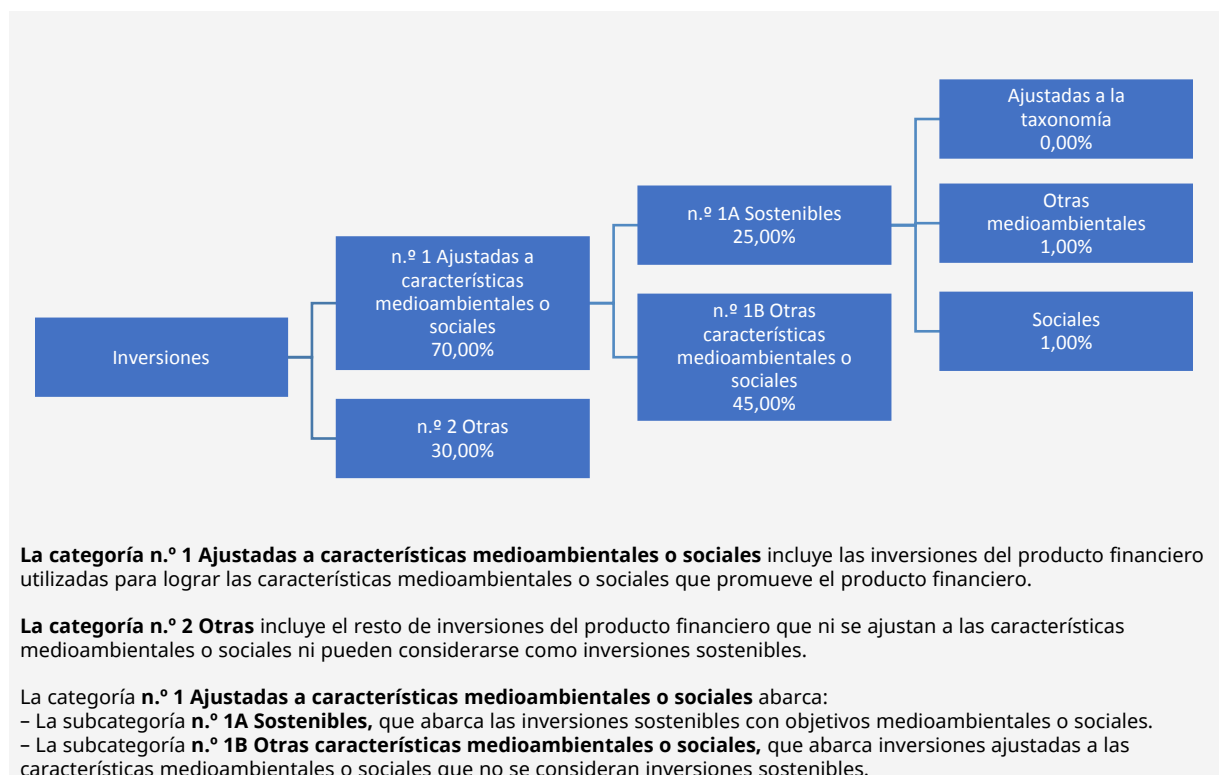 Inversiones
n.º 1 Ajustadas a
características
medioambientales o
sociales
70,00%
n.º 2 Otras
30,00%
n.º 1A Sostenibles
25,00%
n.º 1B Otras
características
medioambientales o
sociales
45,00%
Ajustadas a la
taxonomía
0,00%
Otras
medioambientales
1,00%
Sociales
1,00%
La categoría n.º 1 Ajustadas a características medioambientales o sociales incluye las inversiones del producto financiero
utilizadas para lograr las características medioambientales o sociales que promueve el producto financiero.
La categoría n.º 2 Otras incluye el resto de inversiones del producto financiero que ni se ajustan a las características
medioambientales o sociales ni pueden considerarse como inversiones sostenibles.
La categoría n.º 1 Ajustadas a características medioambientales o sociales abarca:
– La subcategoría n.º 1A Sostenibles, que abarca las inversiones sostenibles con objetivos medioambientales o sociales.
– La subcategoría n.º 1B Otras características medioambientales o sociales, que abarca inversiones ajustadas a las
características medioambientales o sociales que no se consideran inversiones sostenibles.